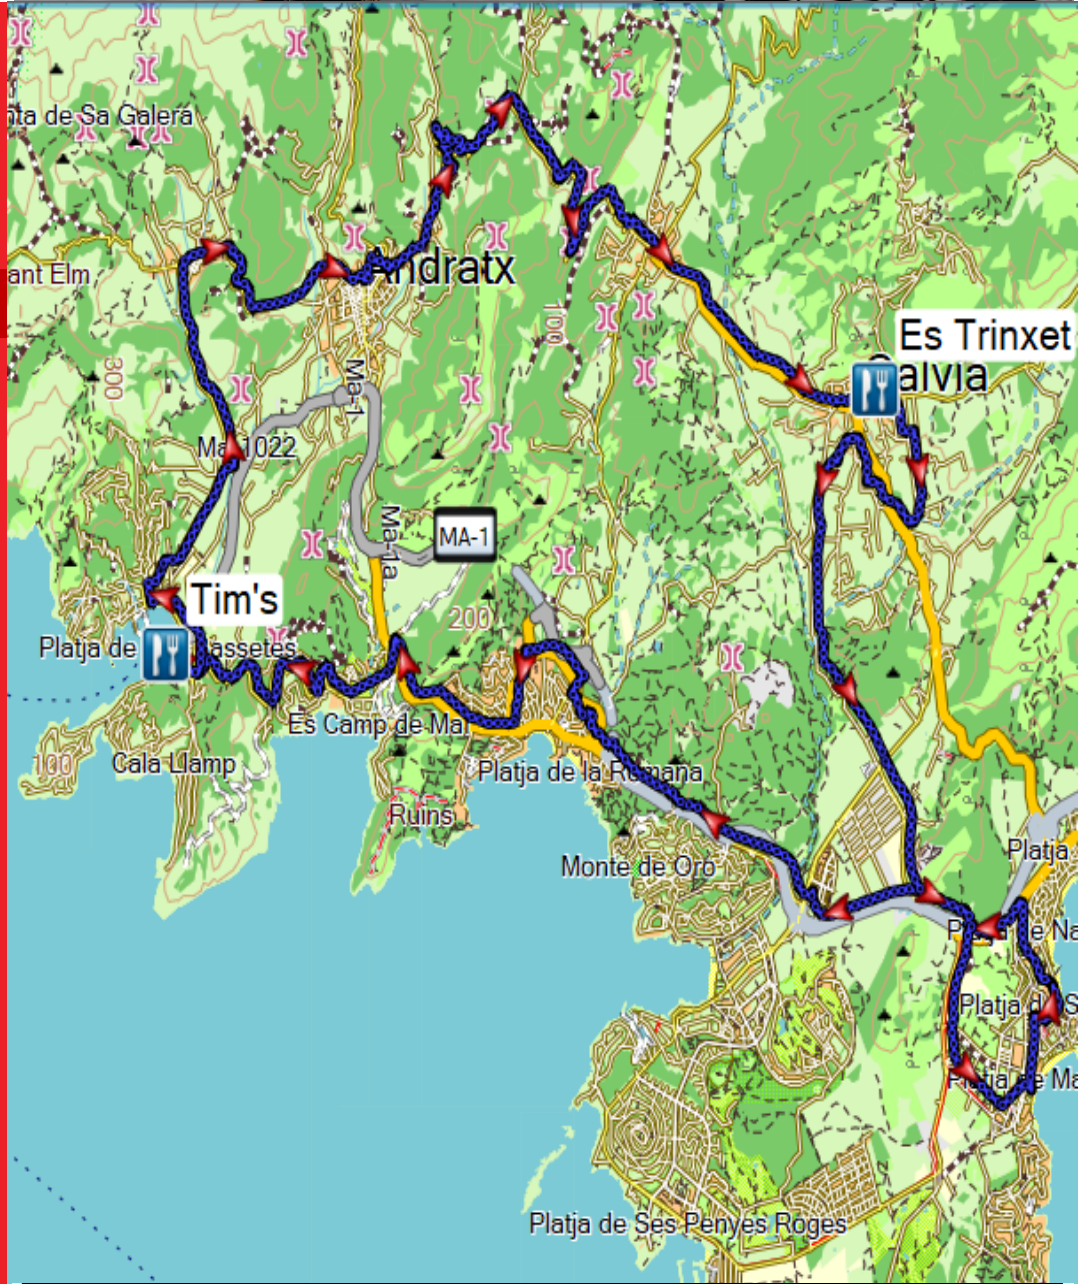 nta de Sa Galera
Andratx
ant Elm
100
Es Trinxet
alvia
300
Ma-1
Ma-1022
MA-1
Ma-1a
Tim's
200
Platja de
assetes
Es Camp de Mar
100
Cala Llamp
Platja de la Romana
Ruins
Platja
Monte de Oro
e Na
Platja d
S
Platja de Ma
Platja de Ses Penyes Roges